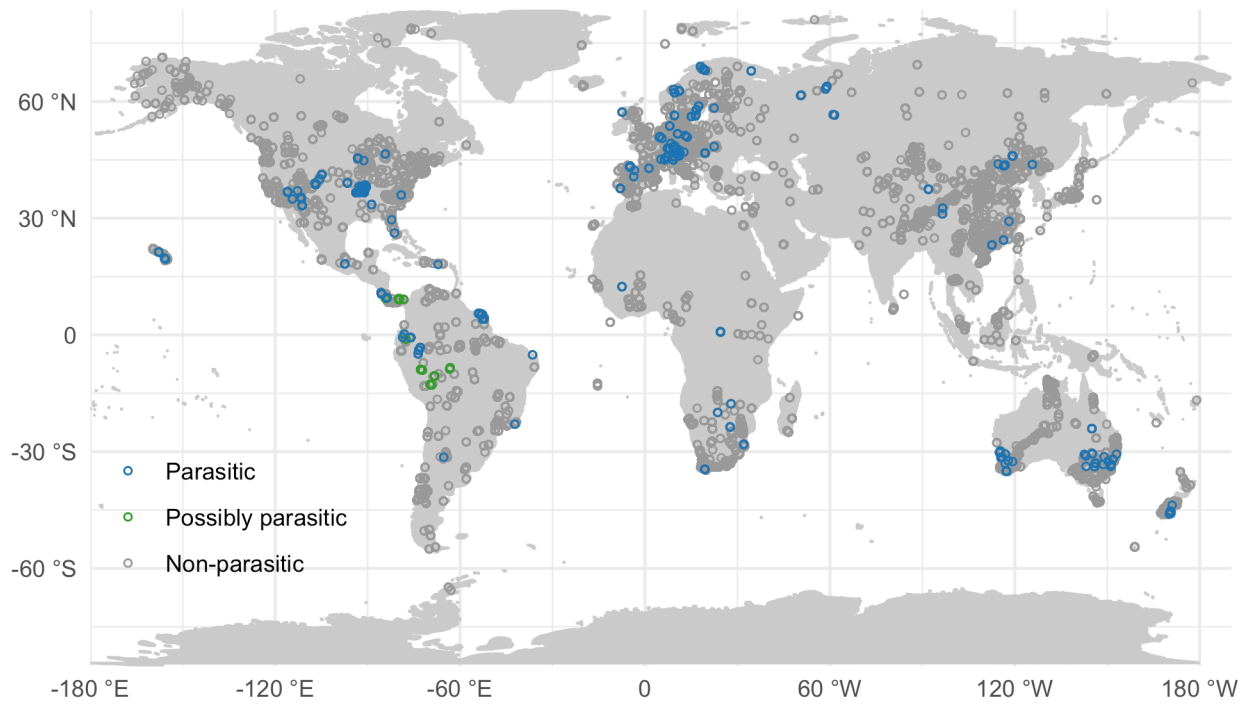 60 °N
30 °N
0
-30 °S
-60 °S
Parasitic
Possibly parasitic
Non-parasitic
-180 °E
-120 °E
-60 °E
0
60 °W
120 °W
180 °W